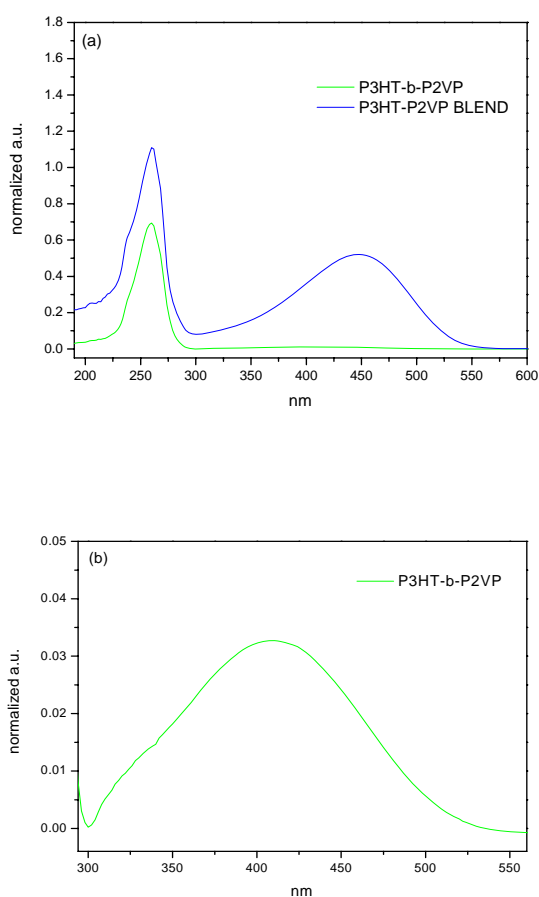 (a)
P3HT-b-P2VP
P3HT-P2VP BLEND
normalized a.u.
1.8
1.6
1.4
1.2
1.0
0.8
0.6
0.4
0.2
0.0
200 250 300 350 400 450 500 550 600
nm
(b)
P3HT-b-P2VP
normalized a.u.
0.05
0.04
0.03
0.02
0.01
0.00
300 350 400 450 500 550
nm